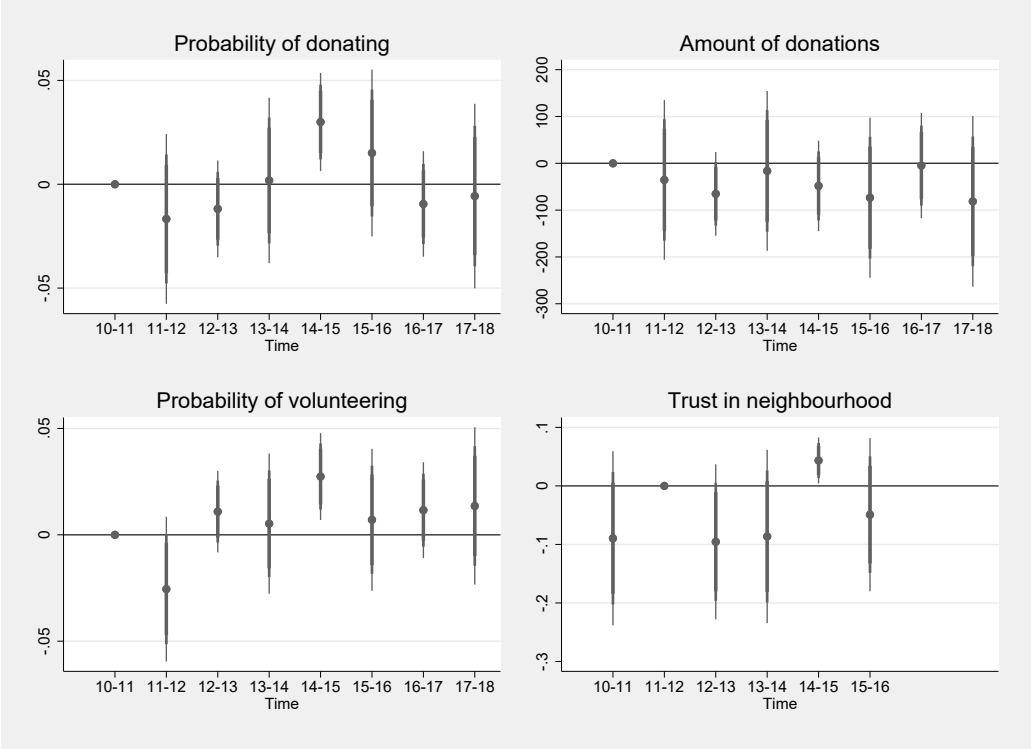 Probability of donating
.05
0
-.05
10-11 11-12 12-13 13-14 14-15 15-16 16-17 17-18
Time
Amount of donations
200
100
0
-100
-200
-300
10-11 11-12 12-13 13-14 14-15 15-16 16-17 17-18
Time
Probability of volunteering
.05
0
-.05
10-11 11-12 12-13 13-14 14-15 15-16 16-17 17-18
Time
Trust in neighbourhood
.1
0
-.1
-.2
-.3
10-11 11-12 12-13 13-14 14-15 15-16
Time